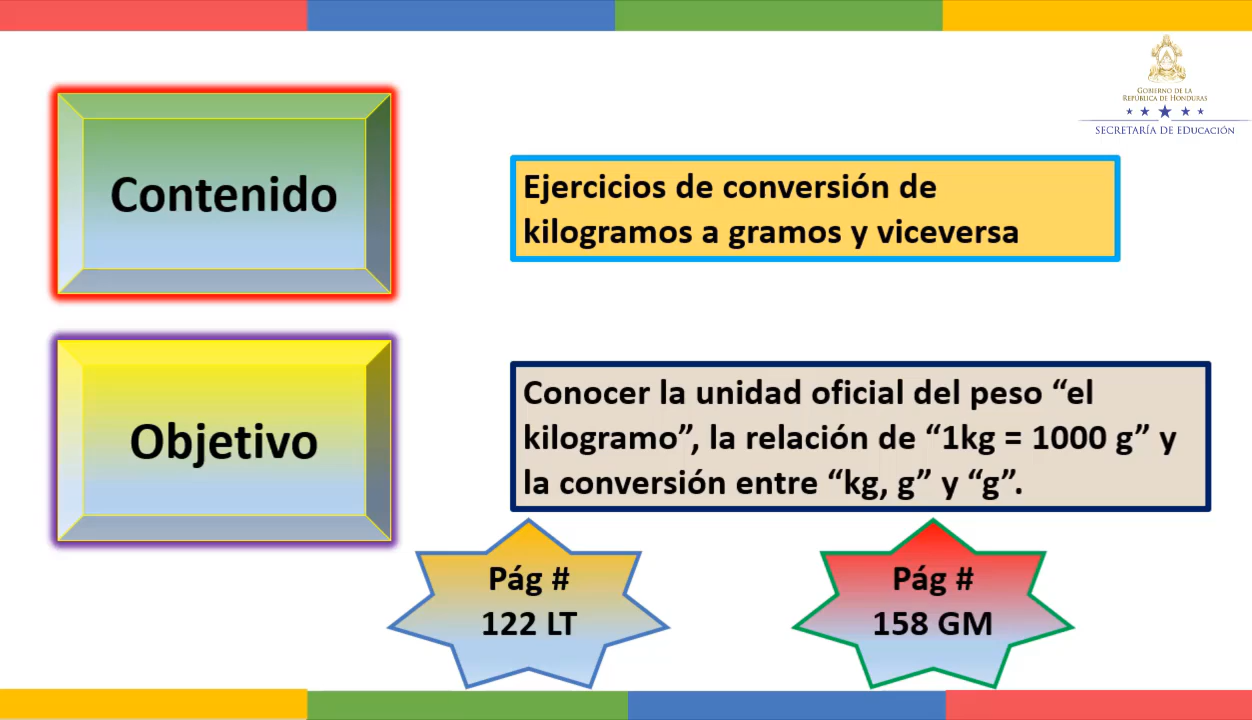 GOBIERNO DE LA
REPÚBLICA DE HONDURAS
SECRETARÍA DE EDUCACIÓN
Contenido
Ejercicios de conversión de
kilogramos a gramos y viceversa
Objetivo
Conocer la unidad oficial del peso “el
kilogramo”, la relación de “1kg = 1000 g” y
la conversión entre “kg, g” y “g”.
Pág #
122 LT
Pág #
158 GM